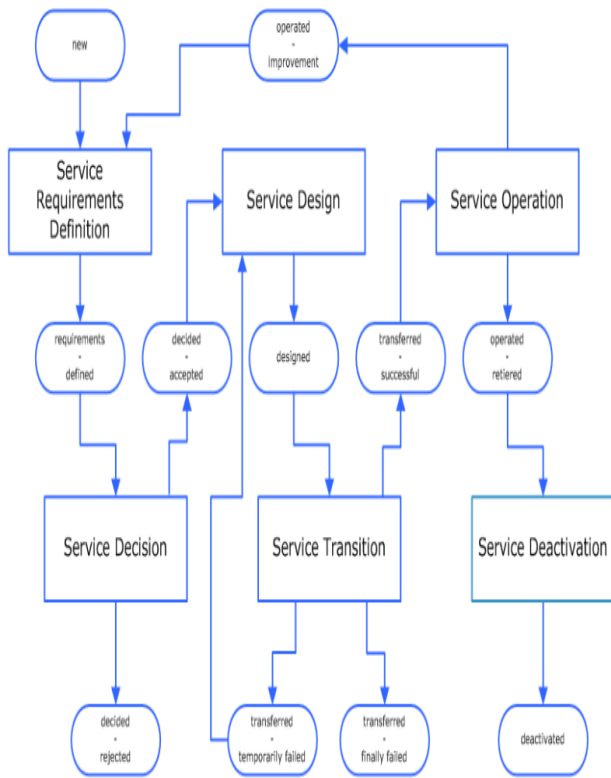 new
operated
-
improvement
Service
Requirements
Definition
Service Design
Service Operation
requirements
-
defined
decided
-
accepted
designed
transferred
-
successful
operated
-
retiered
Service Decision
Service Transition
Service Deactivation
decided
-
rejected
transferred
-
temporarily failed
transferred
-
finally failed
deactivated